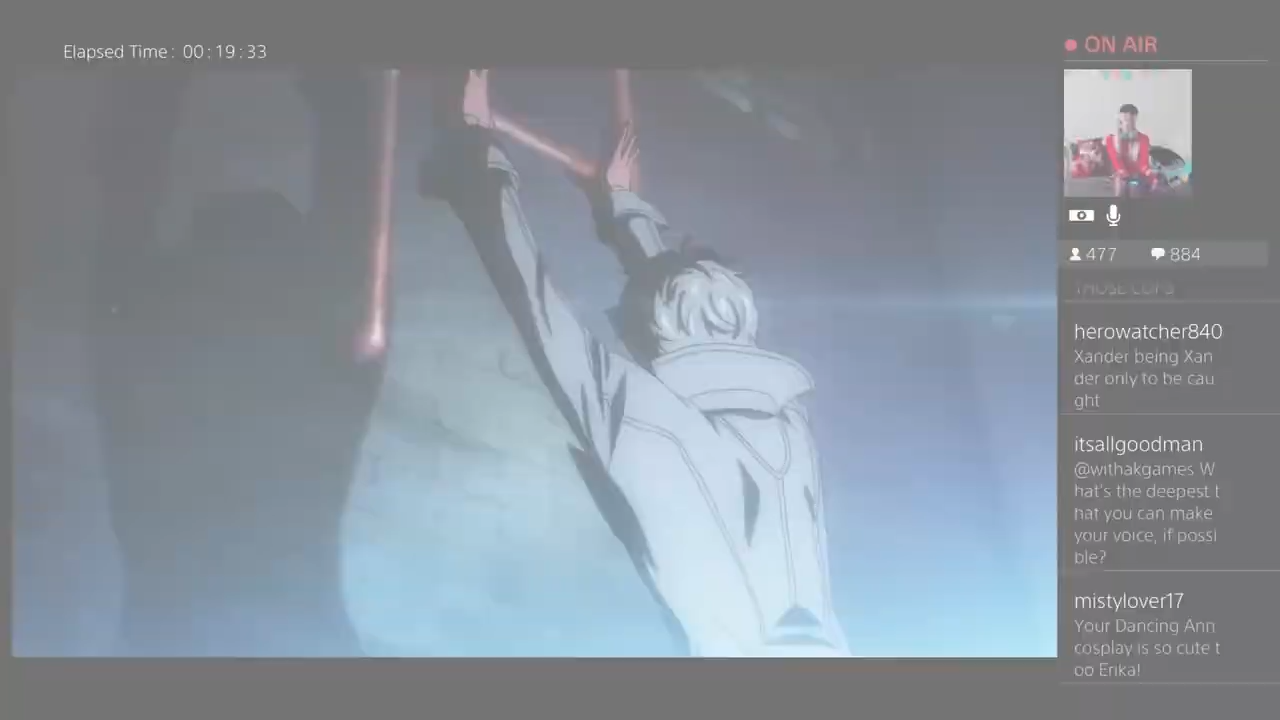 Elapsed Time: 00:19:33
ON AIR
477 884
THOSE COPS
herowatcher840
Xander being Xan
der only to be cau
ght
itsallgoodman
@withakgames W
hat's the deepest t
hat you can make
your voice, if possi
ble?
mistylover17
Your Dancing Ann
cosplay is so cute t
oo Erika!